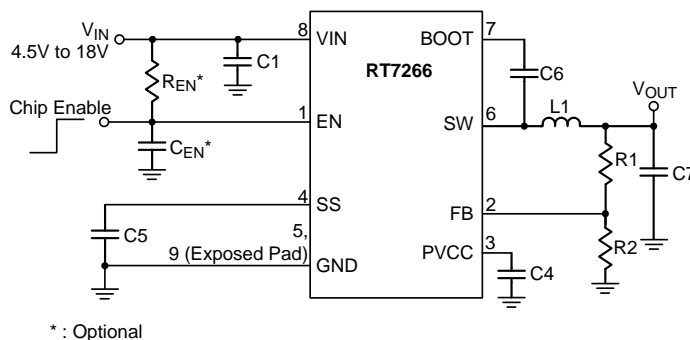 VIN
4.5V to 18V
8
VIN
C1
REN*
Chip Enable
1
EN
CEN*
4
SS
C5
5,
9 (Exposed Pad)
GND
RT7266
BOOT
7
C6
SW
6
L1
VOUT
R1
C7
FB
2
R2
PVCC
3
C4
* : Optional